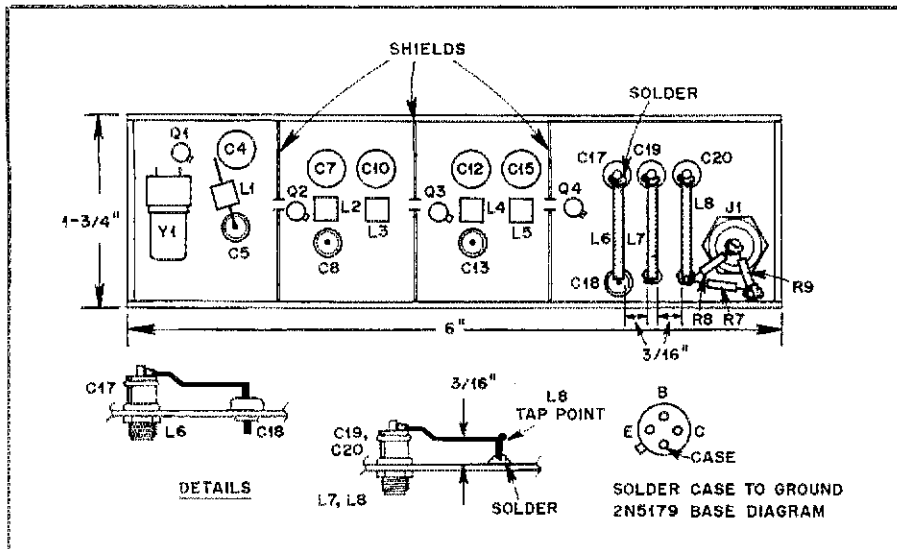 SHIELDS
SOLDER
Q1
C4
L1
Y1
C5
C7
C10
Q2
L2
L3
C8
C12
C15
Q3
L4
L5
C13
Q4
C17
C19
C20
L6
L7
L8
J1
C18
R8
R7
R9
1-3/4"
6"
3/16"
C17
L6
C18
DETAILS
3/16"
L8
TAP POINT
C19,
C20
L7, L8
SOLDER
B
E
C
CASE
SOLDER CASE TO GROUND
2N5179 BASE DIAGRAM